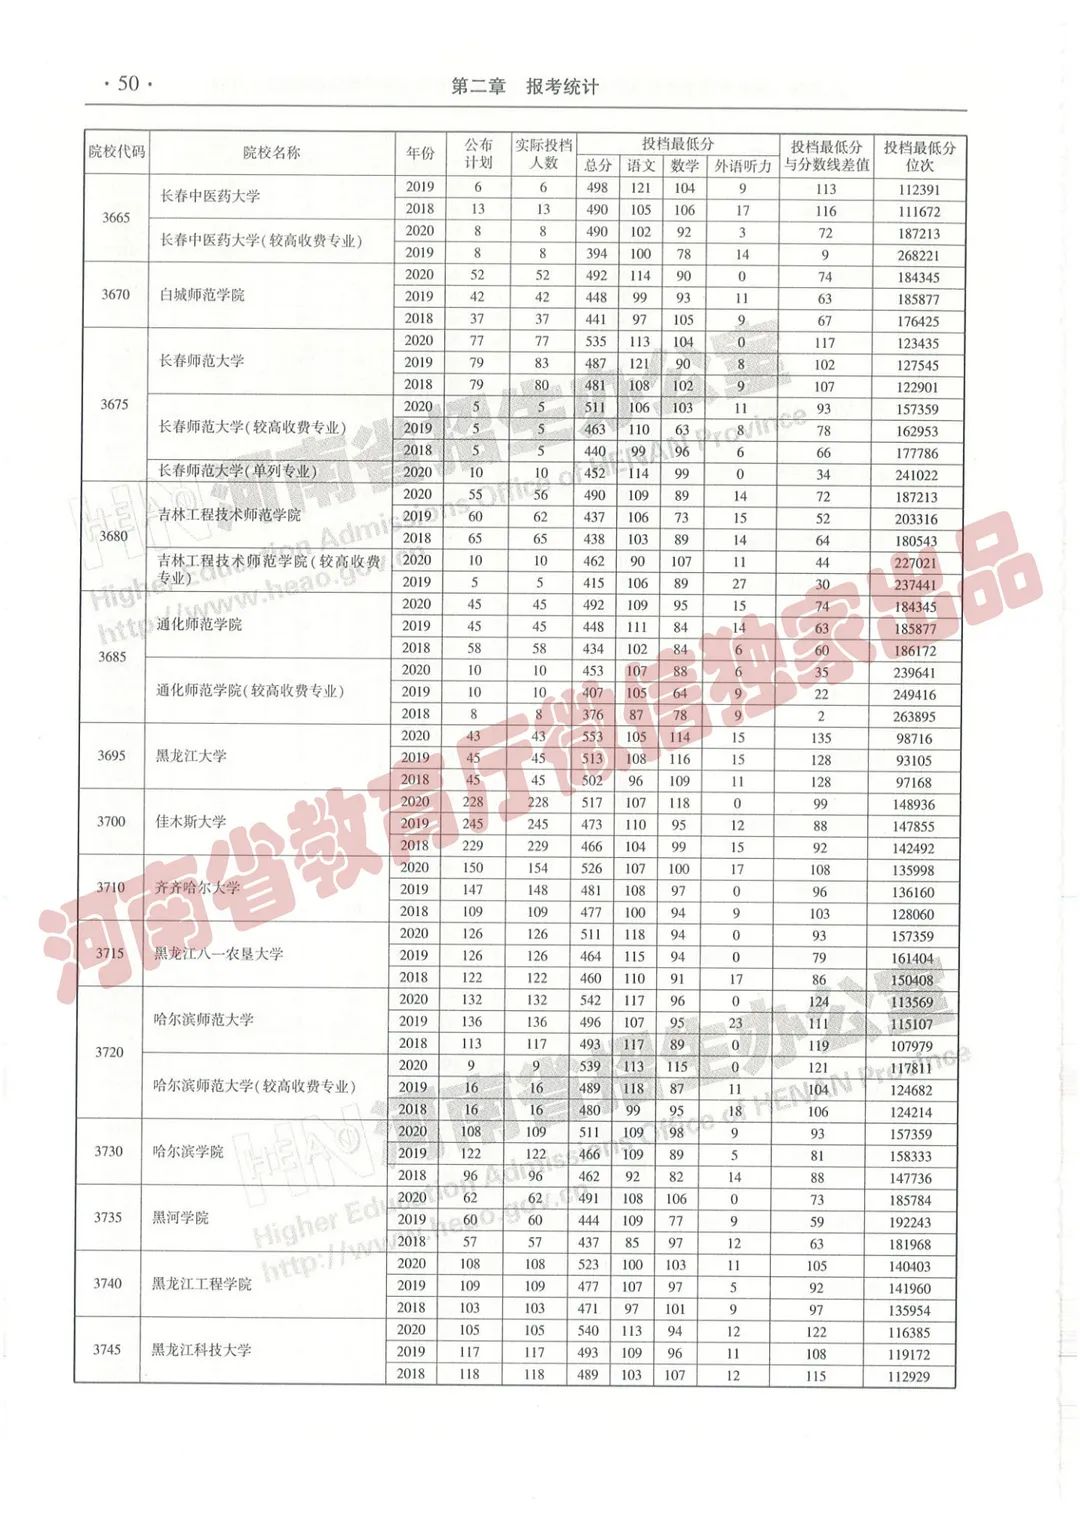 ·50·
第二章 报考统计
院校代码 院校名称 年份 公布计划 实际投档人数 投档最低分 投档最低分与分数线差值 投档最低分位次
总分 语文 数学 外语听力
3665 长春中医药大学 2019 6 6 498 121 104 9 113 112391
2018 13 13 490 105 106 17 116 111672
长春中医药大学(较高收费专业) 2020 8 8 490 102 92 3 72 187213
2019 8 8 394 100 78 14 9 268221
3670 白城师范学院 2020 52 52 492 114 90 0 74 184345
2019 42 42 448 99 93 11 63 185877
2018 37 37 441 97 105 9 67 176425
3675 长春师范大学 2020 77 77 535 113 104 0 117 123435
2019 79 83 487 121 90 8 102 127545
2018 79 80 481 108 102 9 107 122901
长春师范大学(较高收费专业) 2020 5 5 511 106 103 11 93 157359
2019 5 5 463 110 63 8 78 162953
2018 5 5 440 99 96 6 66 177786
长春师范大学(单列专业) 2020 10 10 452 114 99 0 34 241022
3680 吉林工程技术师范学院 2020 55 56 490 109 89 14 72 187213
2019 60 62 437 106 73 15 52 203316
2018 65 65 438 103 89 14 64 180543
吉林工程技术师范学院(较高收费专业) 2020 10 10 462 90 107 11 44 227021
2019 5 5 415 106 89 27 30 237441
3685 通化师范学院 2020 45 45 492 109 95 15 74 184345
2019 45 45 448 111 84 14 63 185877
2018 58 58 434 102 84 6 60 186172
通化师范学院(较高收费专业) 2020 10 10 453 107 88 6 35 239641
2019 10 10 407 105 64 9 22 249416
2018 8 8 376 87 78 9 2 263895
3695 黑龙江大学 2020 43 43 553 105 114 15 135 98716
2019 45 45 513 108 116 15 128 93105
2018 45 45 502 96 109 11 128 97168
3700 佳木斯大学 2020 228 228 517 107 118 0 99 148936
2019 245 245 473 110 95 12 88 147855
2018 229 229 466 104 99 15 92 142492
3710 齐齐哈尔大学 2020 150 154 526 107 100 17 108 135998
2019 147 148 481 108 97 0 96 136160
2018 109 109 477 100 94 9 103 128060
3715 黑龙江八一农垦大学 2020 126 126 511 118 94 0 93 157359
2019 126 126 464 115 94 0 79 161404
2018 122 122 460 110 91 17 86 150408
3720 哈尔滨师范大学 2020 132 132 542 117 96 0 124 113569
2019 136 136 496 107 95 23 111 115107
2018 113 117 493 117 89 0 119 107979
哈尔滨师范大学(较高收费专业) 2020 9 9 539 113 115 0 121 117811
2019 16 16 489 118 87 11 104 124682
2018 16 16 480 99 95 18 106 124214
3730 哈尔滨学院 2020 108 109 511 109 98 9 93 157359
2019 122 122 466 109 89 5 81 158333
2018 96 96 462 92 82 14 88 147736
3735 黑河学院 2020 62 62 491 108 106 0 73 185784
2019 60 60 444 109 77 9 59 192243
2018 57 57 437 85 97 12 63 181968
3740 黑龙江工程学院 2020 108 108 523 100 103 11 105 140403
2019 109 109 477 107 97 5 92 141960
2018 103 103 471 97 101 9 97 135954
3745 黑龙江科技大学 2020 105 105 540 113 94 12 122 116385
2019 117 117 493 109 96 11 108 119172
2018 118 118 489 103 107 12 115 112929
河南省教育厅微信独家出品
HEAO 河南省招生办公室
Higher Education Admissions Office of HENAN Province
http://www.heao.gov.cn
HEAO 河南省招生办公室
Higher Education Admissions Office of HENAN Province
http://www.heao.gov.cn